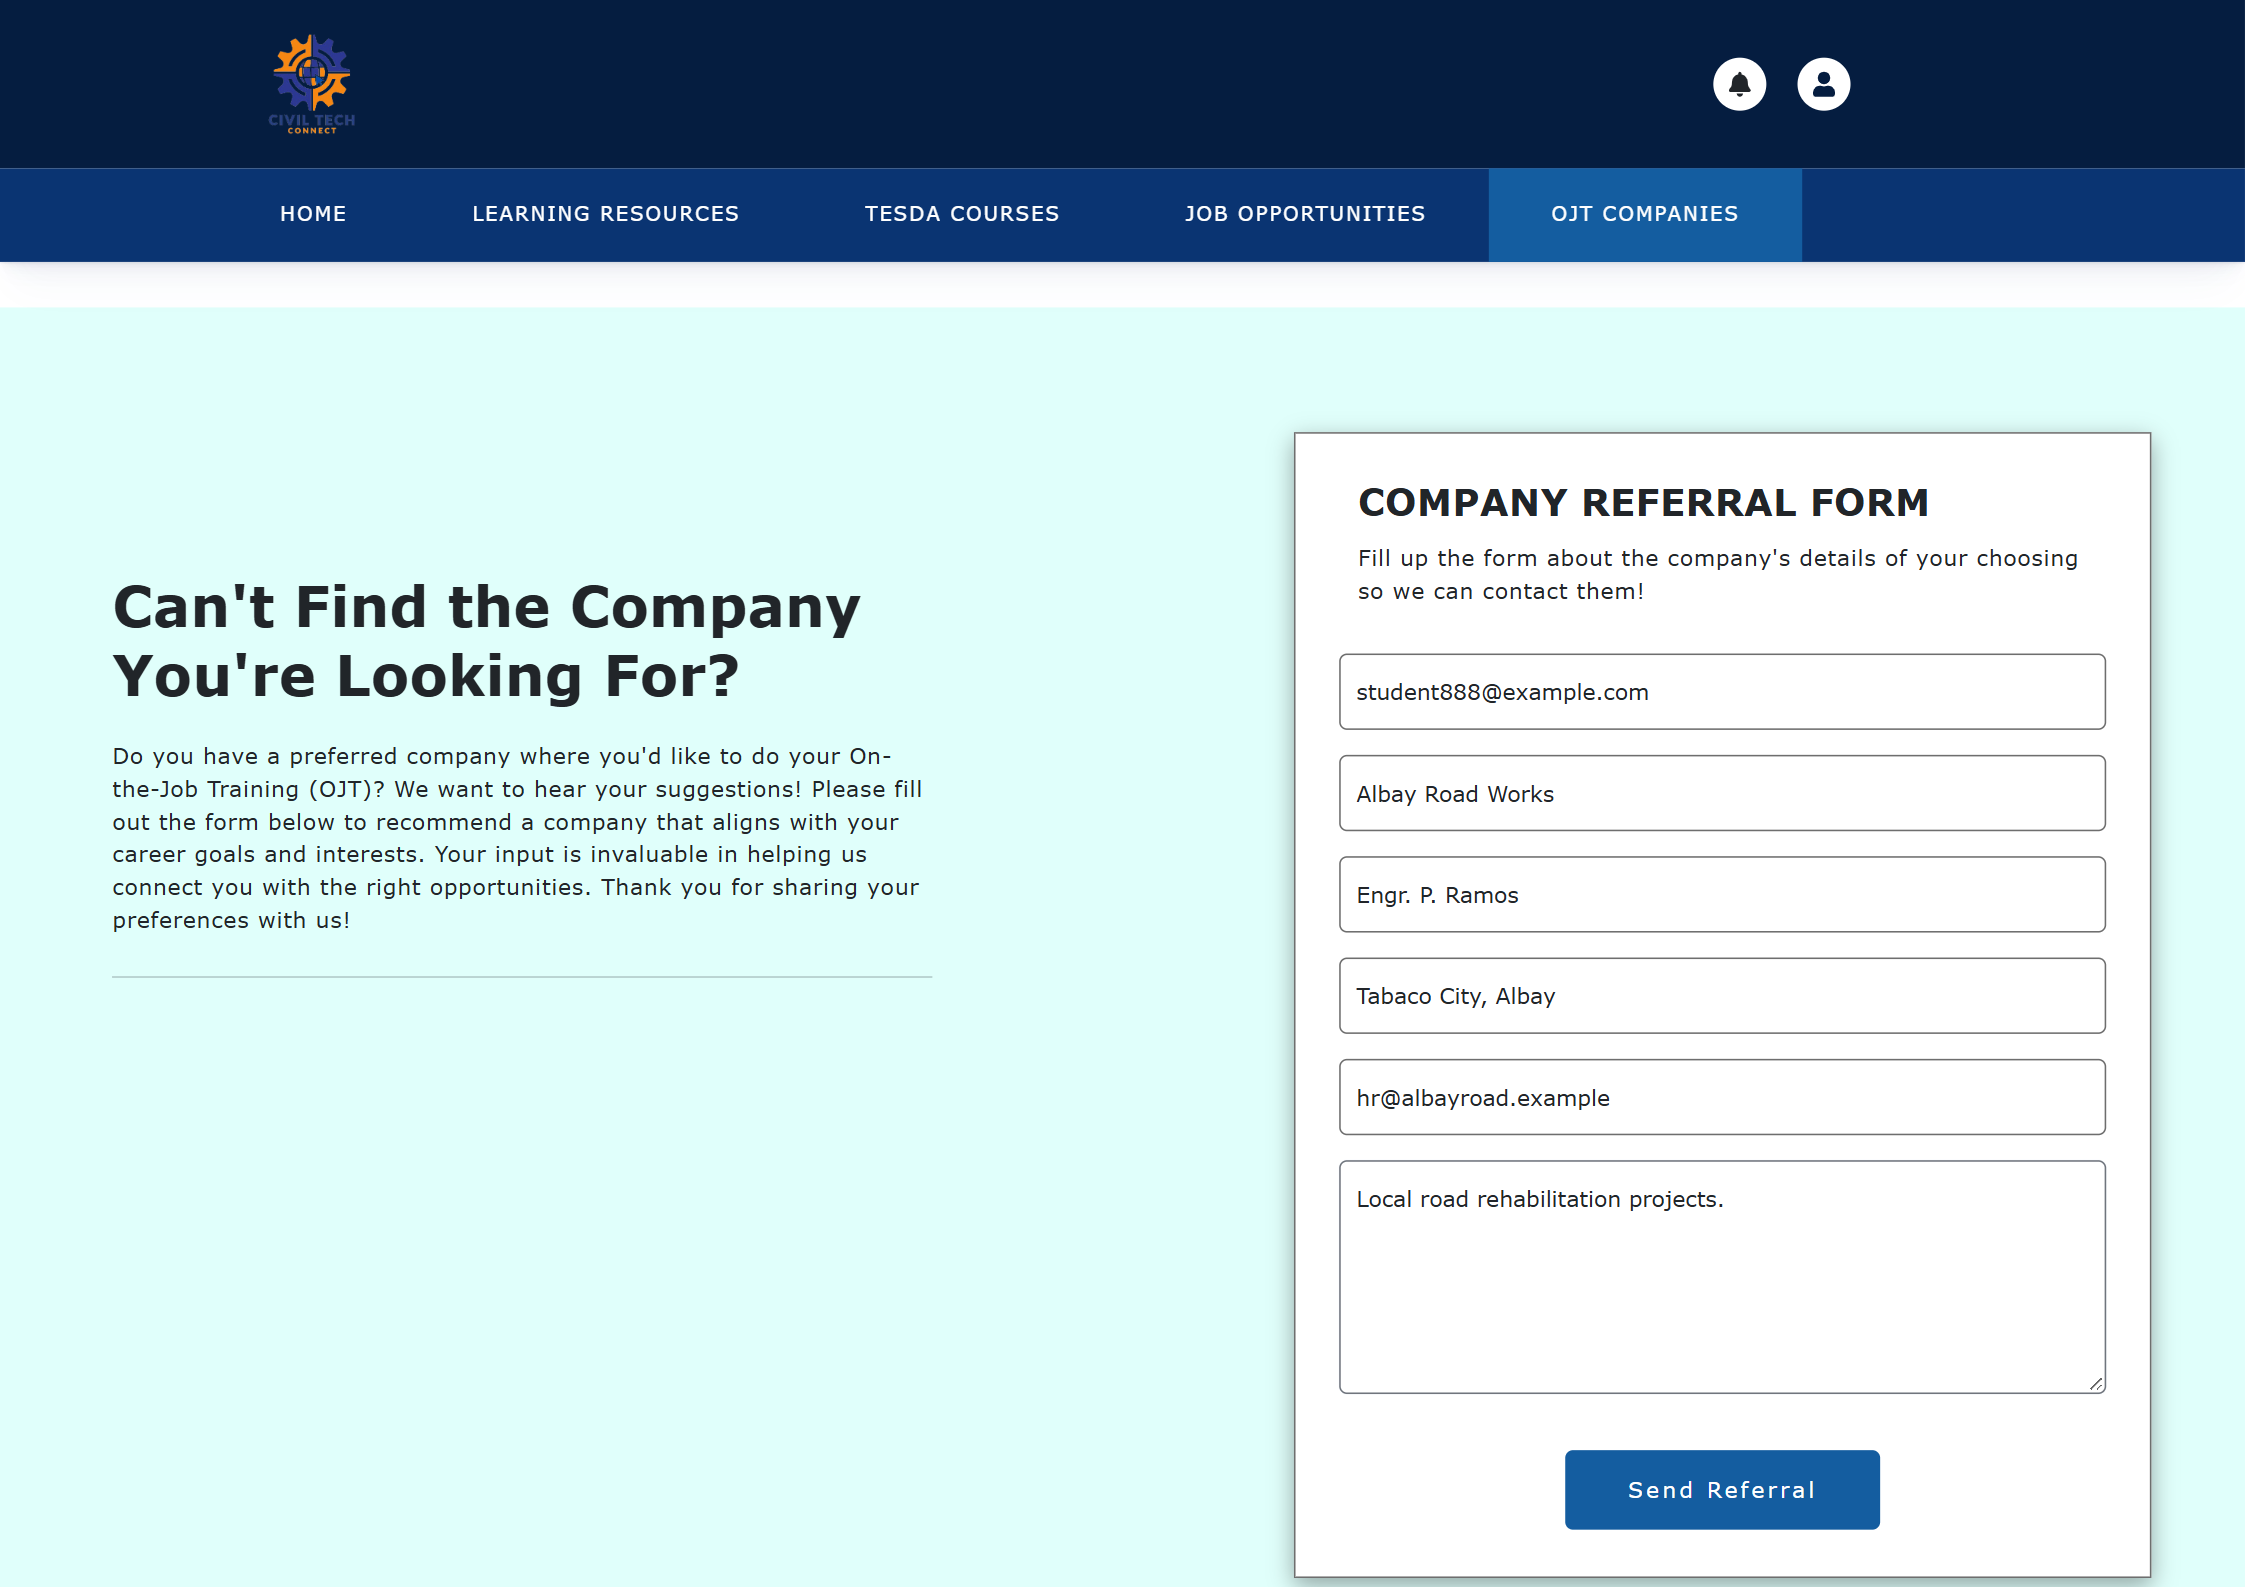 CIVIL TECH
CONNECT
HOME
LEARNING RESOURCES
TESDA COURSES
JOB OPPORTUNITIES
OJT COMPANIES
Can't Find the Company
You're Looking For?
Do you have a preferred company where you'd like to do your On-
the-Job Training (OJT)? We want to hear your suggestions! Please fill
out the form below to recommend a company that aligns with your
career goals and interests. Your input is invaluable in helping us
connect you with the right opportunities. Thank you for sharing your
preferences with us!
COMPANY REFERRAL FORM
Fill up the form about the company's details of your choosing
so we can contact them!
student888@example.com
Albay Road Works
Engr. P. Ramos
Tabaco City, Albay
hr@albayroad.example
Local road rehabilitation projects.
Send Referral